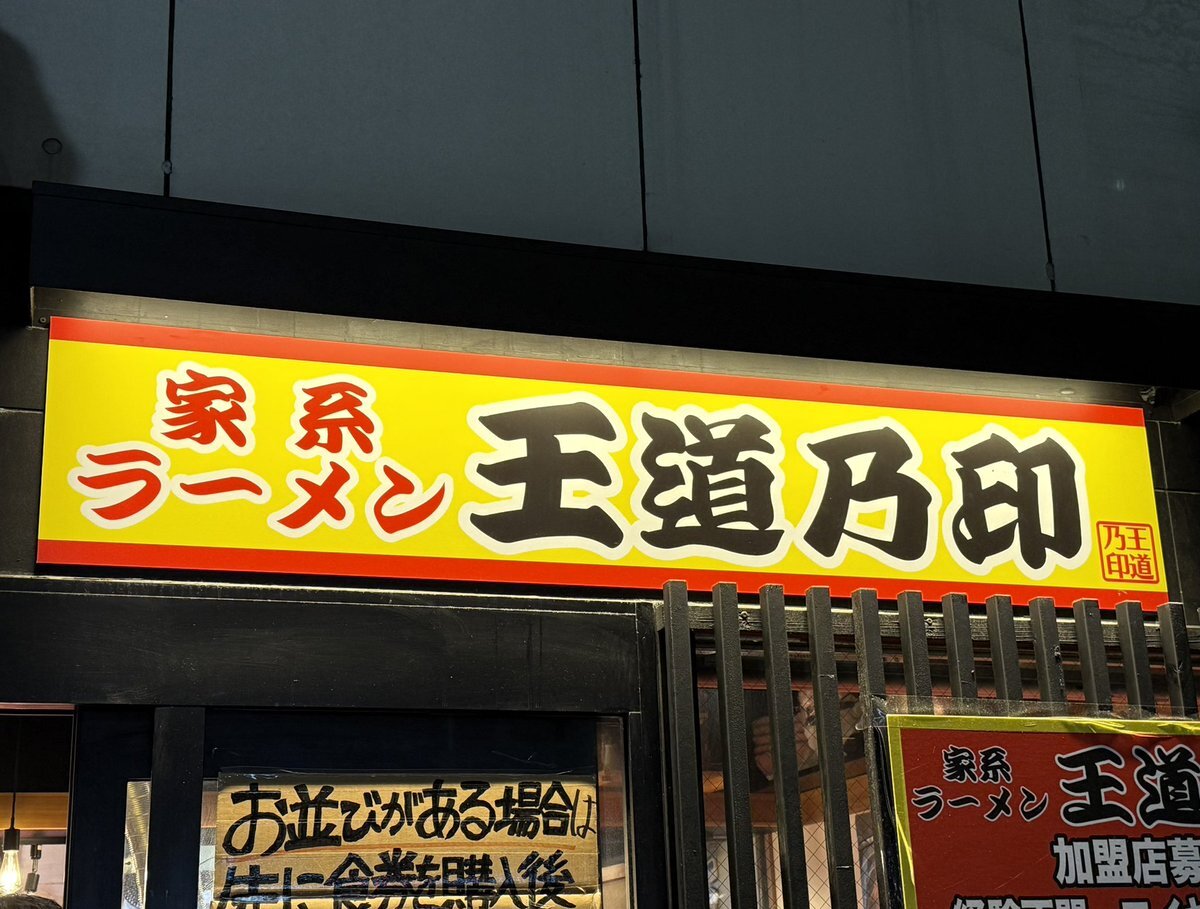 家系
ラーメン
王道乃印
王道
乃印
お並びがある場合は
先に食券を購入後
家系
ラーメン
王道
加盟店募